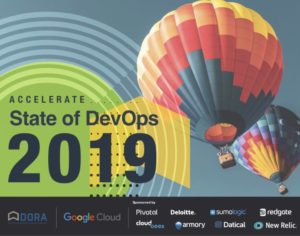 ACCELERATE
State of DevOps
2019
Sponsored by
DORA
Google Cloud
Pivotal
Deloitte.
sumologic
redgate
cloudbees
armory
Datical
New Relic.